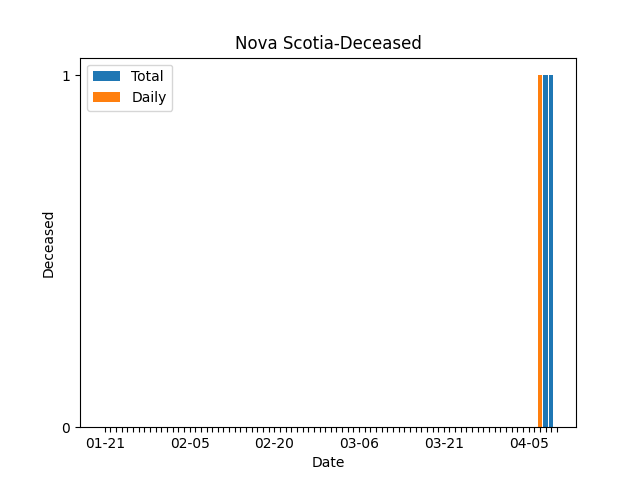 Nova Scotia-Deceased
Total
Daily
1
0
Deceased
01-21 02-05 02-20 03-06 03-21 04-05
Date